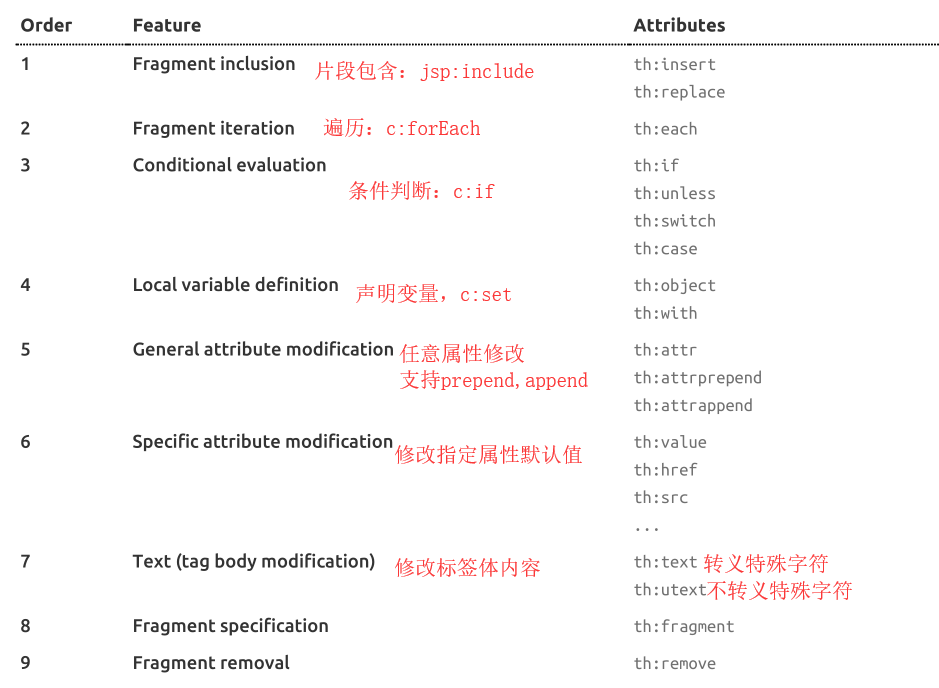 Order Feature Attributes
1 Fragment inclusion 片段包含：jsp:include th:insert
th:replace
2 Fragment iteration 遍历：c:forEach th:each
3 Conditional evaluation th:if
条件判断：c:if th:unless
th:switch
th:case
4 Local variable definition 声明变量，c:set th:object
th:with
5 General attribute modification 任意属性修改 th:attr
支持prepend,append th:attrprepend
th:attrappend
6 Specific attribute modification 修改指定属性默认值 th:value
th:href
th:src
...
7 Text (tag body modification) 修改标签体内容 th:text 转义特殊字符
th:utext不转义特殊字符
8 Fragment specification th:fragment
9 Fragment removal th:remove